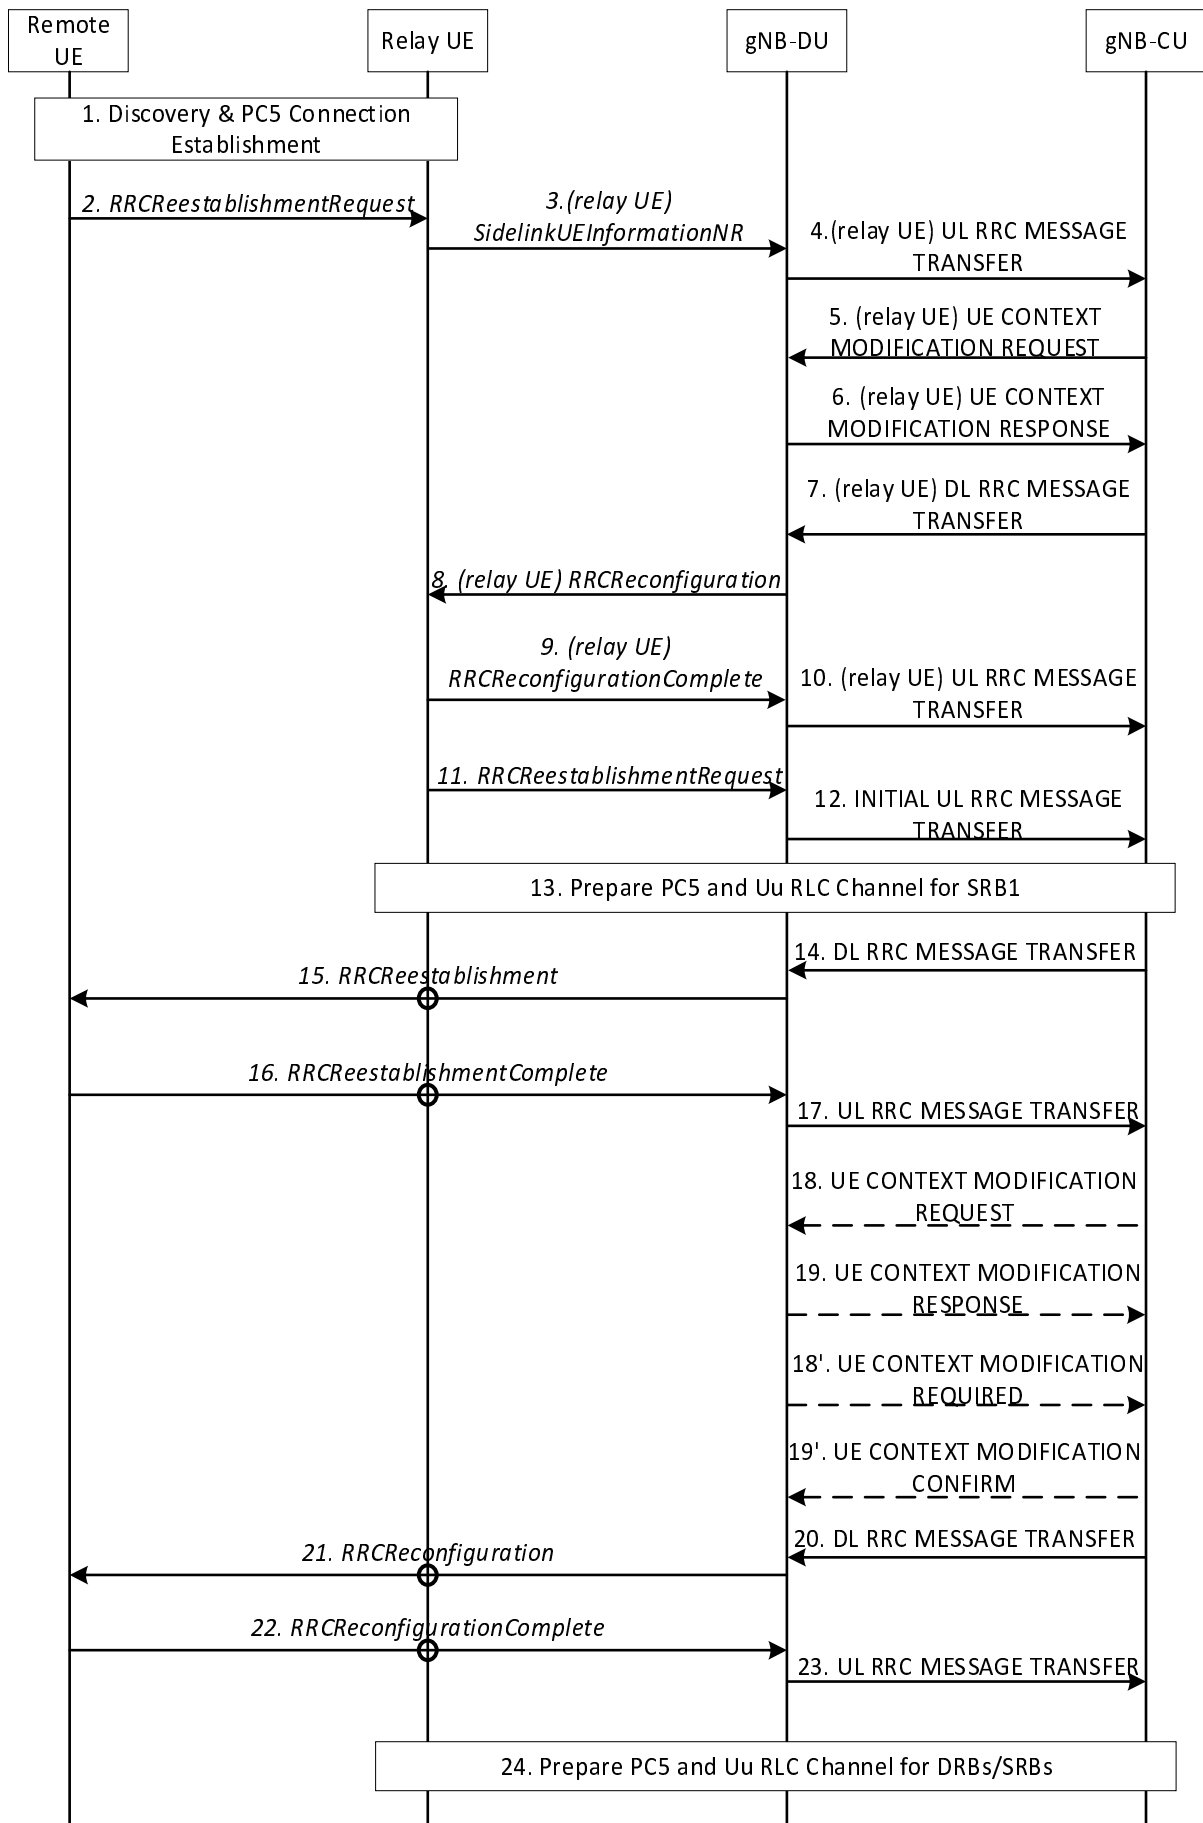 Remote
UE
Relay UE
gNB-DU
gNB-CU
1. Discovery & PC5 Connection
Establishment
2. RRCReestablishmentRequest
3.(relay UE)
SidelinkUEInformationNR
4.(relay UE) UL RRC MESSAGE
TRANSFER
5. (relay UE) UE CONTEXT
MODIFICATION REQUEST
6. (relay UE) UE CONTEXT
MODIFICATION RESPONSE
7. (relay UE) DL RRC MESSAGE
TRANSFER
8. (relay UE) RRCReconfiguration
9. (relay UE)
RRCReconfigurationComplete
10. (relay UE) UL RRC MESSAGE
TRANSFER
11. RRCReestablishmentRequest
12. INITIAL UL RRC MESSAGE
TRANSFER
13. Prepare PC5 and Uu RLC Channel for SRB1
14. DL RRC MESSAGE TRANSFER
15. RRCReestablishment
16. RRCReestablishmentComplete
17. UL RRC MESSAGE TRANSFER
18. UE CONTEXT MODIFICATION
REQUEST
19. UE CONTEXT MODIFICATION
RESPONSE
18'. UE CONTEXT MODIFICATION
REQUIRED
19'. UE CONTEXT MODIFICATION
CONFIRM
20. DL RRC MESSAGE TRANSFER
21. RRCReconfiguration
22. RRCReconfigurationComplete
23. UL RRC MESSAGE TRANSFER
24. Prepare PC5 and Uu RLC Channel for DRBs/SRBs